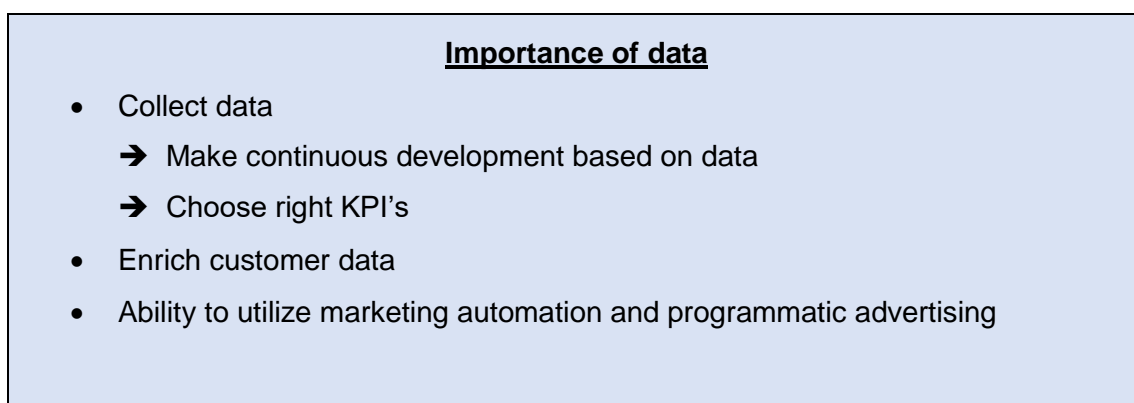 Importance of data
• Collect data
➔ Make continuous development based on data
➔ Choose right KPI’s
• Enrich customer data
• Ability to utilize marketing automation and programmatic advertising